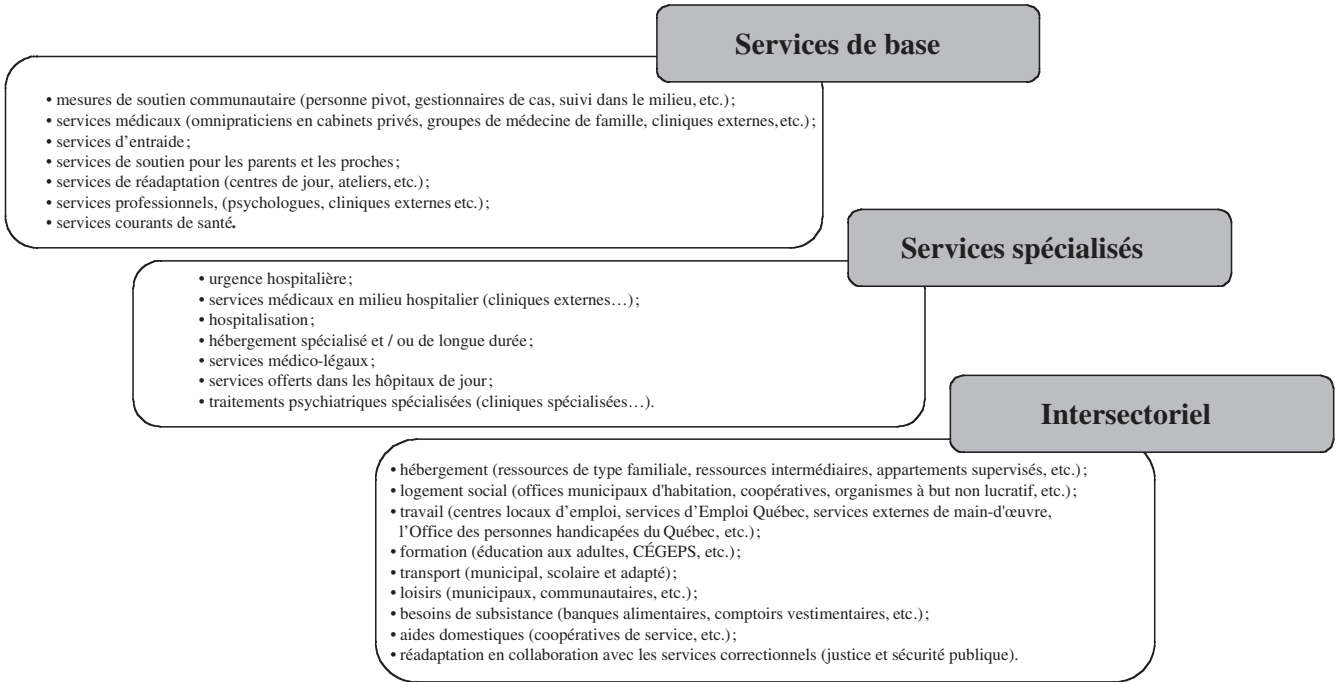 Services de base
• mesures de soutien communautaire (personne pivot, gestionnaires de cas, suivi dans le milieu, etc.);
• services médicaux (omnipraticiens en cabinets privés, groupes de médecine de famille, cliniques externes,etc.);
• services d’entraide;
• services de soutien pour les parents et les proches;
• services de réadaptation (centres de jour, ateliers, etc.);
• services professionnels, (psychologues, cliniques externes etc.);
• services courants de santé.
Services spécialisés
• urgence hospitalière;
• services médicaux en milieu hospitalier (cliniques externes…);
• hospitalisation;
• hébergement spécialisé et / ou de longue durée;
• services médico-légaux;
• services offerts dans les hôpitaux de jour;
• traitements psychiatriques spécialisées (cliniques spécialisées…).
Intersectoriel
• hébergement (ressources de type familiale, ressources intermédiaires, appartements supervisés, etc.);
• logement social (offices municipaux d'habitation, coopératives, organismes à but non lucratif, etc.);
• travail (centres locaux d’emploi, services d’Emploi Québec, services externes de main-d'œuvre,
l’Office des personnes handicapées du Québec, etc.);
• formation (éducation aux adultes, CÉGEPS, etc.);
• transport (municipal, scolaire et adapté);
• loisirs (municipaux, communautaires, etc.);
• besoins de subsistance (banques alimentaires, comptoirs vestimentaires, etc.);
• aides domestiques (coopératives de service, etc.);
• réadaptation en collaboration avec les services correctionnels (justice et sécurité publique).